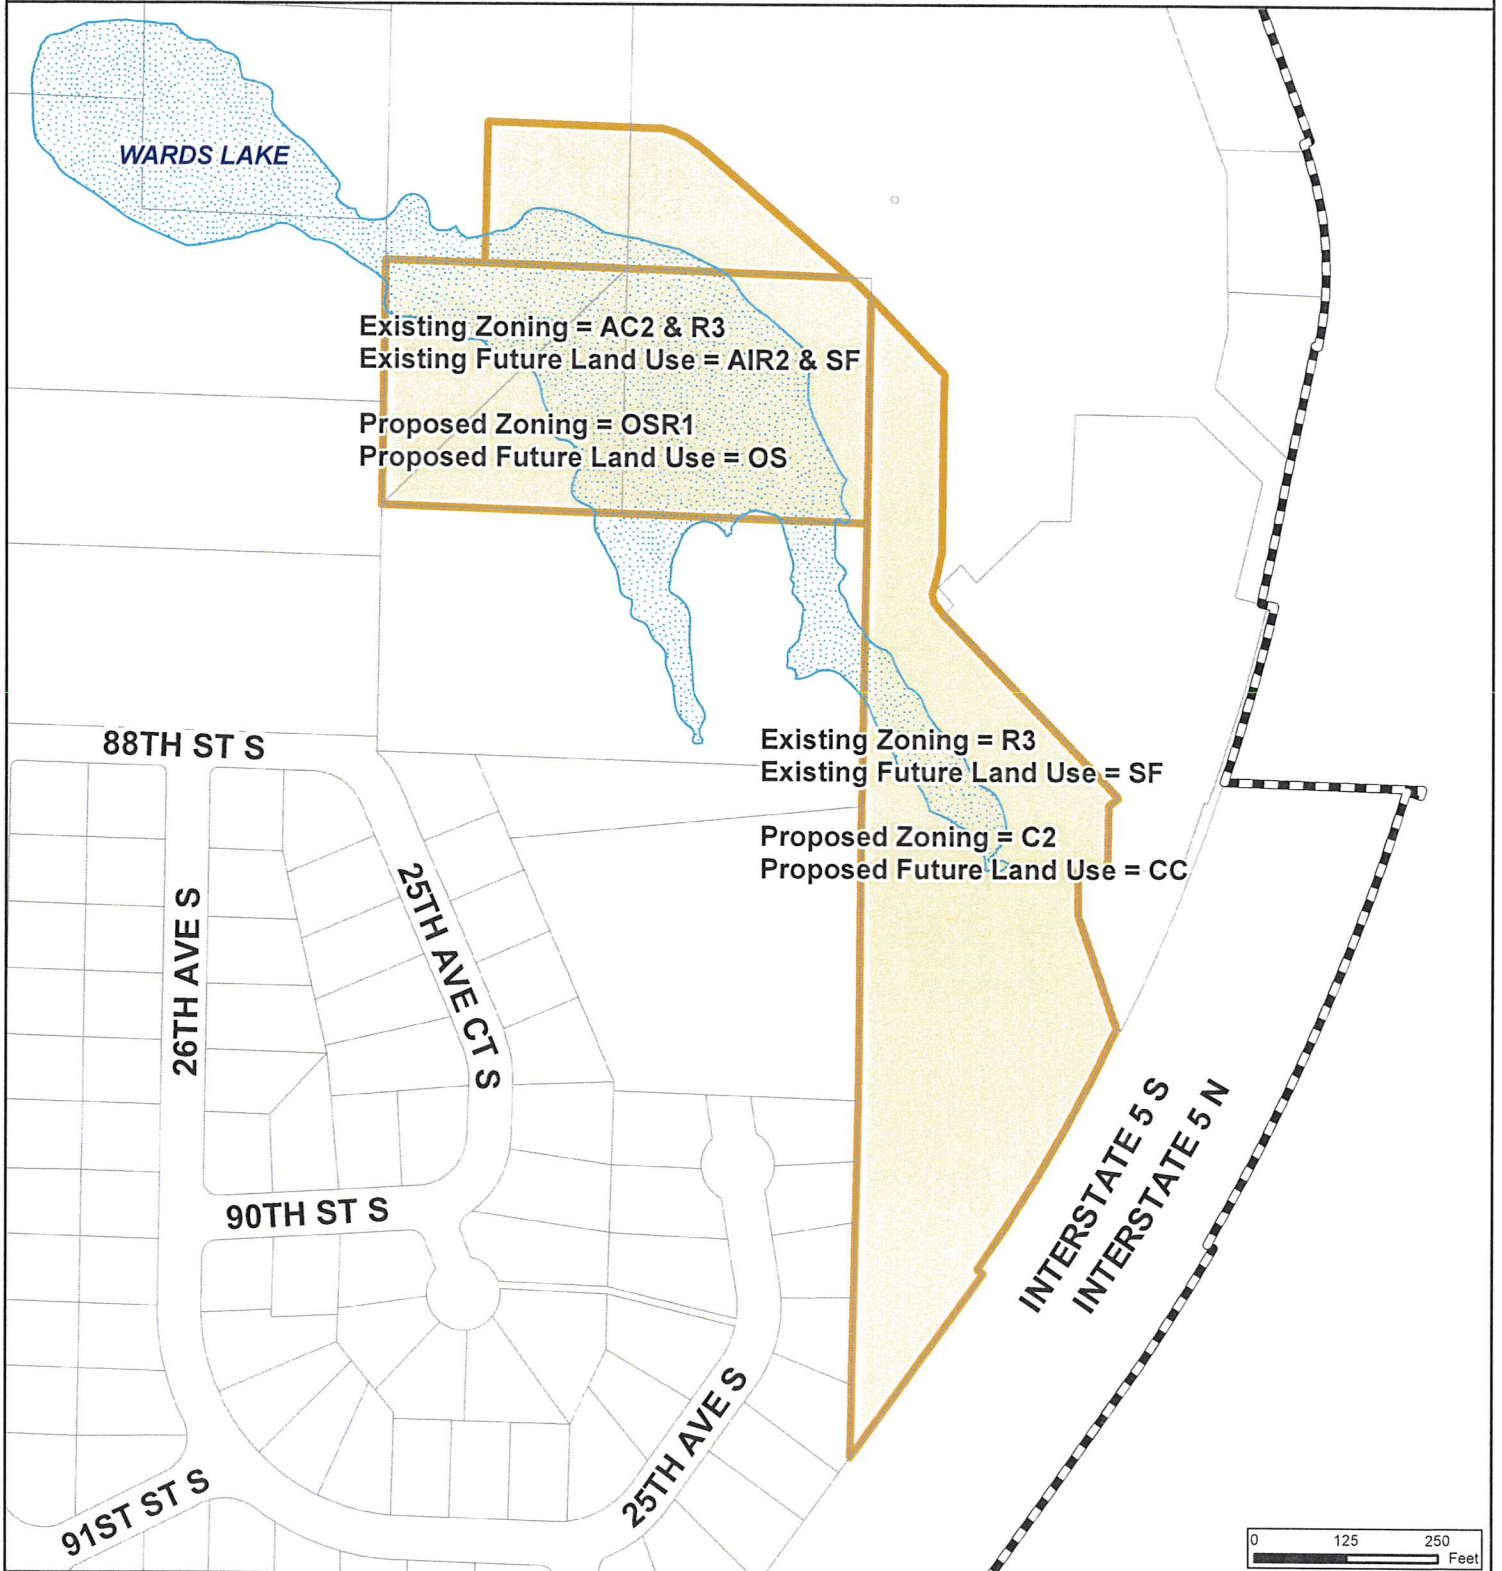 WARDS LAKE
Existing Zoning = AC2 & R3
Existing Future Land Use = AIR2 & SF
Proposed Zoning = OSR1
Proposed Future Land Use = OS
88TH ST S
Existing Zoning = R3
Existing Future Land Use = SF
Proposed Zoning = C2
Proposed Future Land Use = CC
26TH AVE S
25TH AVE CT S
90TH ST S
INTERSTATE 5 S
INTERSTATE 5 N
25TH AVE S
91ST ST S
0 125 250
Feet